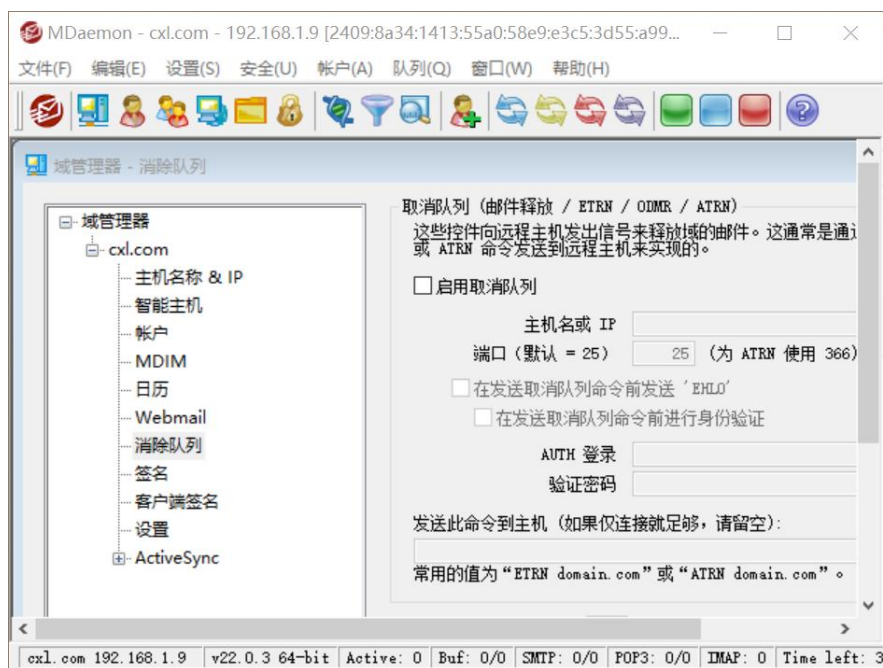 MDaemon - cxl.com - 192.168.1.9 [2409:8a34:1413:55a0:58e9:e3c5:3d55:a99...
文件(F) 编辑(E) 设置(S) 安全(U) 帐户(A) 队列(Q) 窗口(W) 帮助(H)
域管理器 - 消除队列
域管理器
cxl.com
主机名称 & IP
智能主机
帐户
MDIM
日历
Webmail
消除队列
签名
客户端签名
设置
ActiveSync
取消队列 (邮件释放 / ETRN / ODMR / ATRN)
这些控件向远程主机发出信号来释放域的邮件。这通常是通
或 ATRN 命令发送到远程主机来实现的。
启用取消队列
主机名或 IP
端口 (默认 = 25) 25 (为 ATRN 使用 366)
在发送取消队列命令前发送 'EHLO'
在发送取消队列命令前进行身份验证
AUTH 登录
验证密码
发送此命令到主机 (如果仅连接就足够, 请留空):
常用的值为“ETRN domain.com”或“ATRN domain.com”。
cxl.com 192.168.1.9 v22.0.3 64-bit Active: 0 Buf: 0/0 SMTP: 0/0 POP3: 0/0 IMAP: 0 Time left: 3